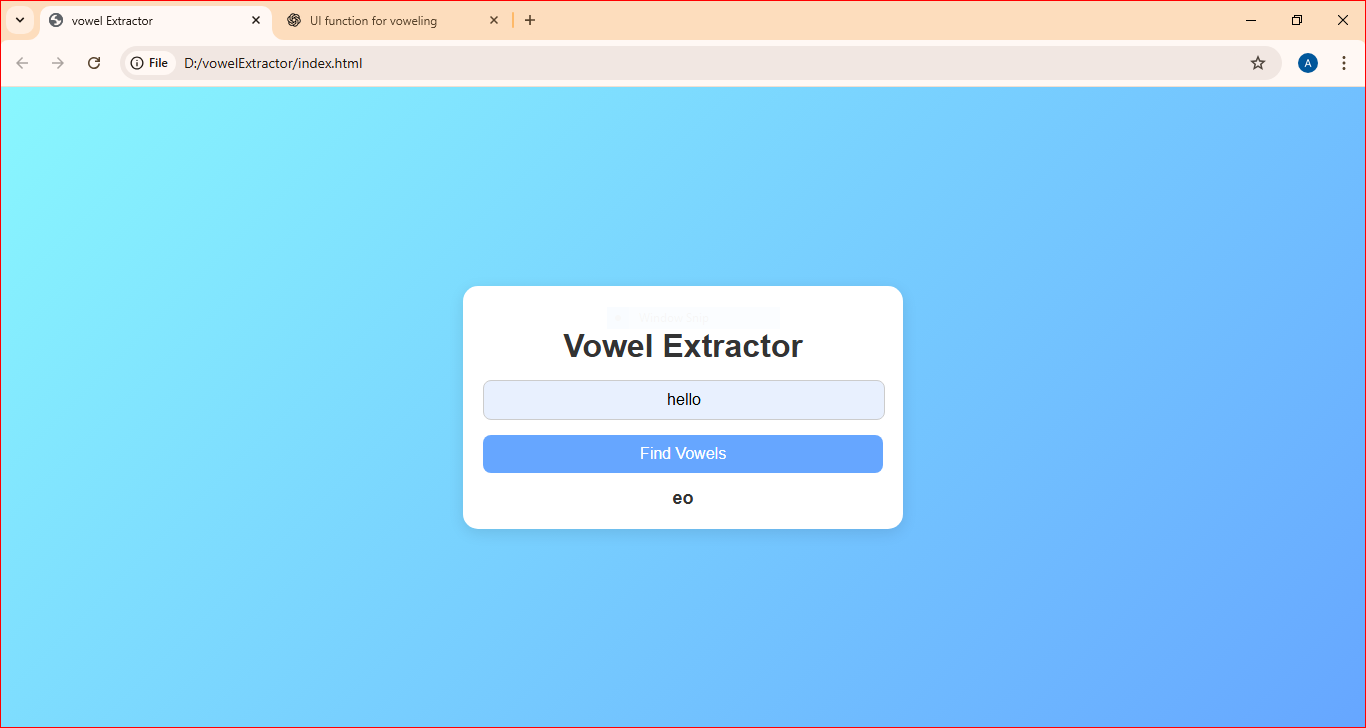 vowel Extractor
UI function for voweling
File
D:/vowelExtractor/index.html
A
Vowel Extractor
hello
Find Vowels
eo